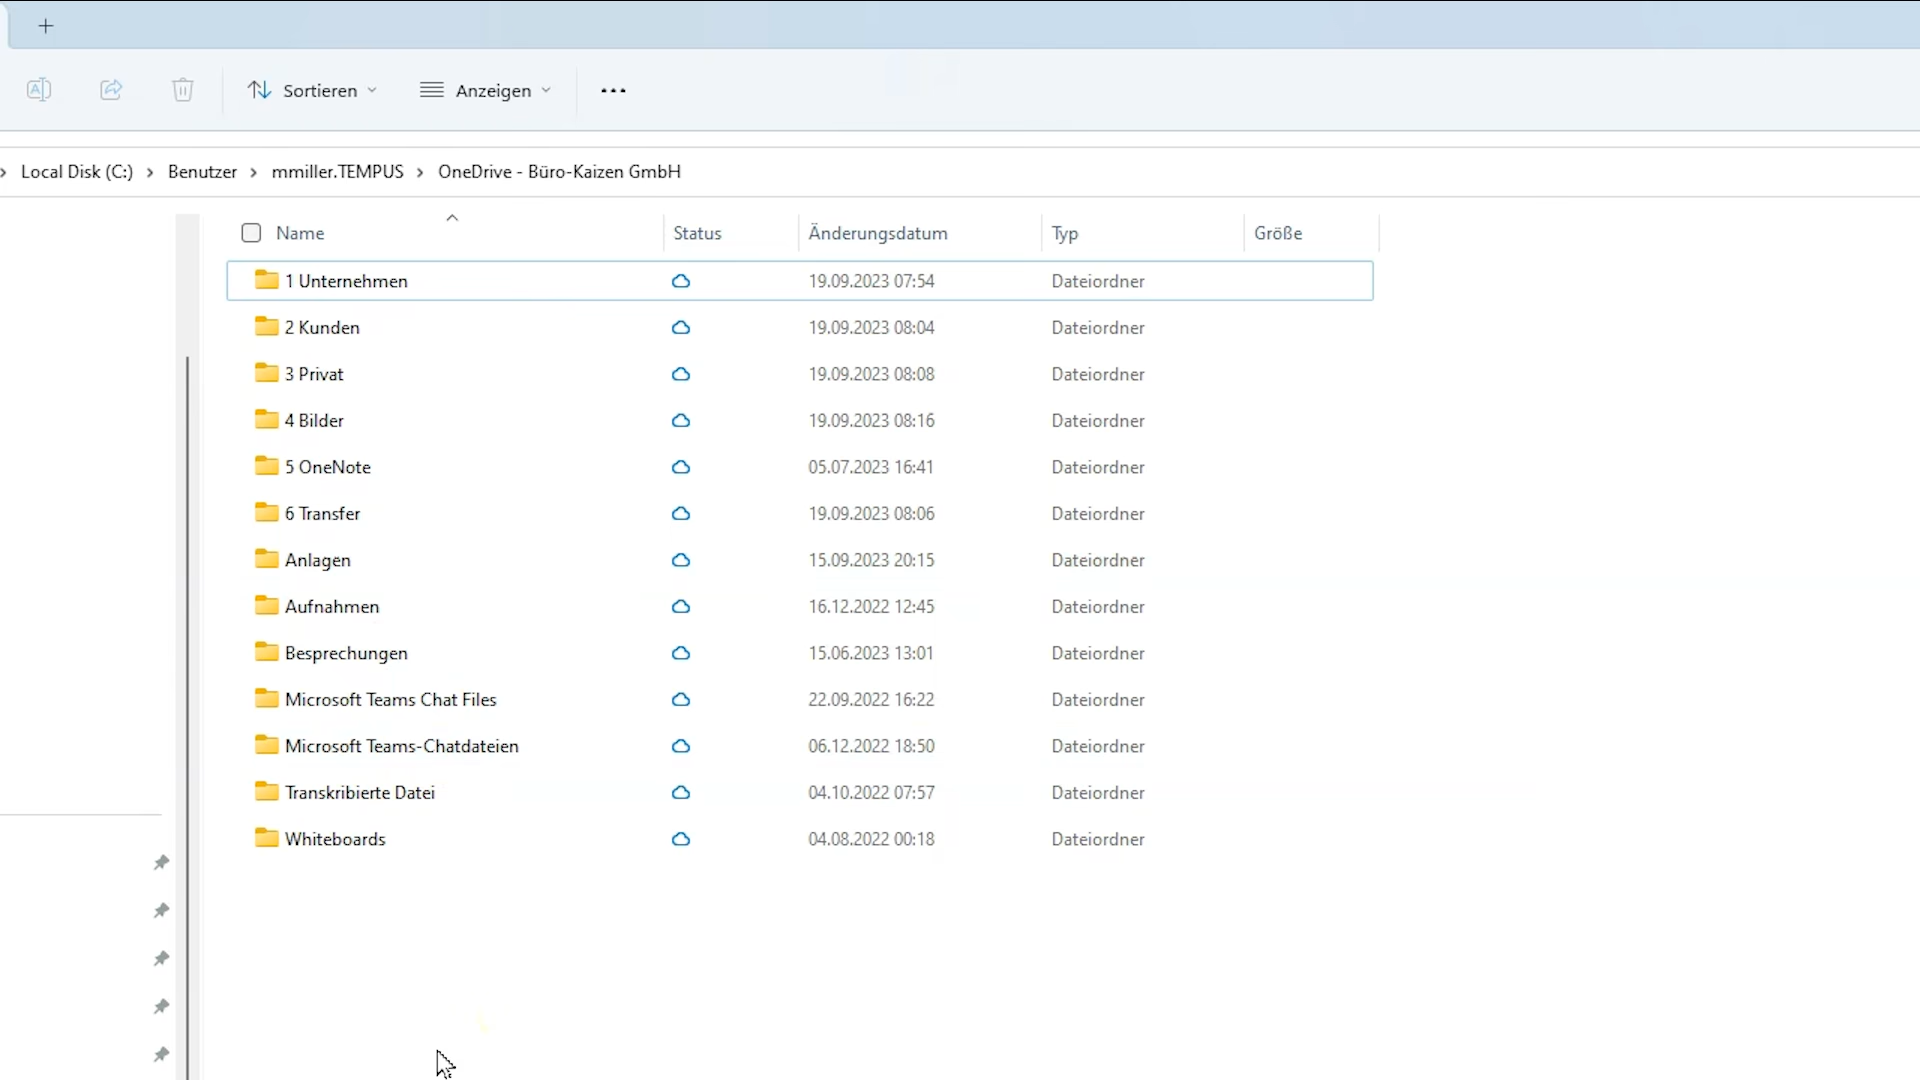 Sortieren Anzeigen
Local Disk (C:) › Benutzer › mmiller.TEMPUS › OneDrive - Büro-Kaizen GmbH
Name Status Änderungsdatum Typ Größe
1 Unternehmen 19.09.2023 07:54 Dateiordner
2 Kunden 19.09.2023 08:04 Dateiordner
3 Privat 19.09.2023 08:08 Dateiordner
4 Bilder 19.09.2023 08:16 Dateiordner
5 OneNote 05.07.2023 16:41 Dateiordner
6 Transfer 19.09.2023 08:06 Dateiordner
Anlagen 15.09.2023 20:15 Dateiordner
Aufnahmen 16.12.2022 12:45 Dateiordner
Besprechungen 15.06.2023 13:01 Dateiordner
Microsoft Teams Chat Files 22.09.2022 16:22 Dateiordner
Microsoft Teams-Chatdateien 06.12.2022 18:50 Dateiordner
Transkribierte Datei 04.10.2022 07:57 Dateiordner
Whiteboards 04.08.2022 00:18 Dateiordner